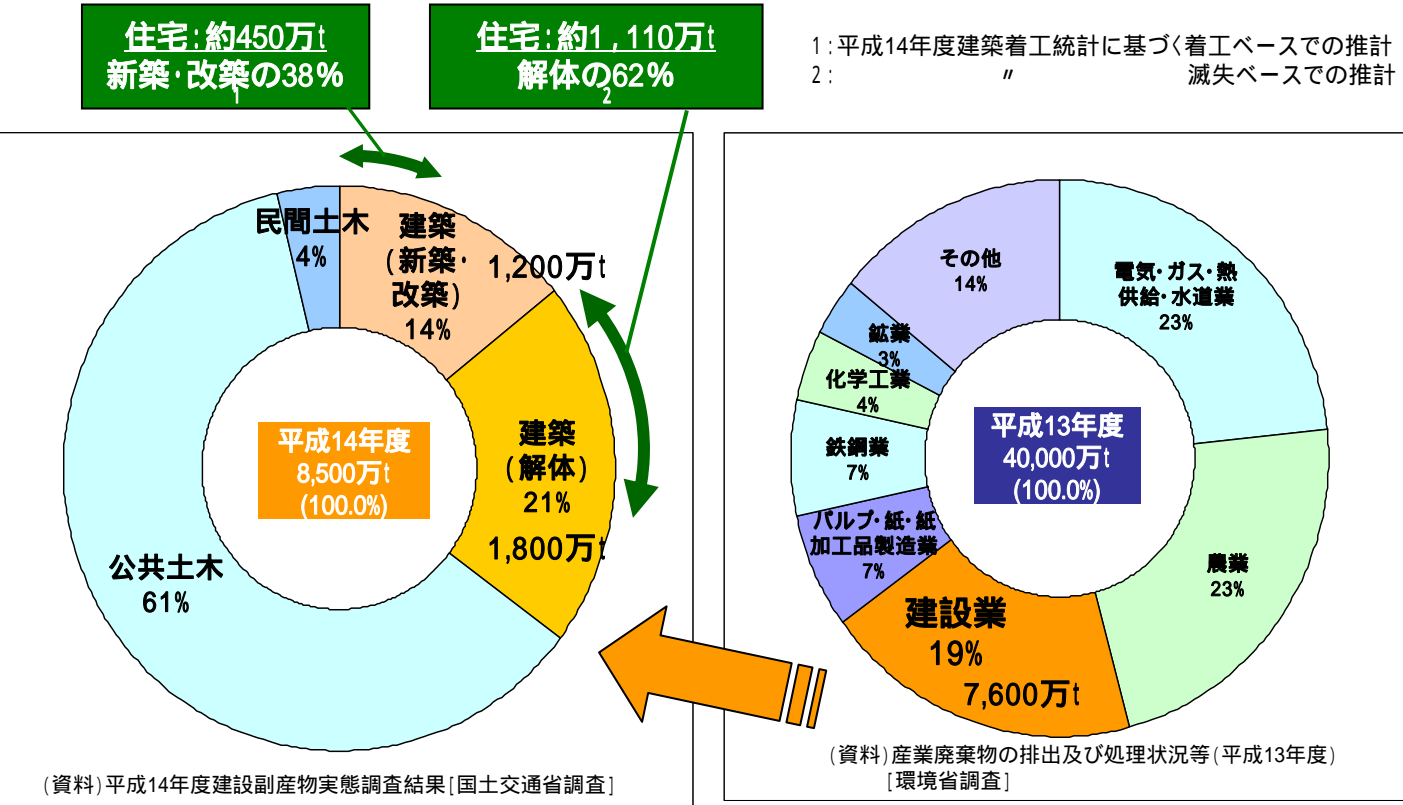 住宅:約450万t
新築・改築の38%
1
住宅:約1,110万t
解体の62%
2
1:平成14年度建築着工統計に基づく着工ベースでの推計
2: 〃 滅失ベースでの推計
民間土木
4%
建築
(新築・
改築)
14%
1,200万t
建築
(解体)
21%
1,800万t
平成14年度
8,500万t
(100.0%)
公共土木
61%
(資料)平成14年度建設副産物実態調査結果[国土交通省調査]
その他
14%
電気・ガス・熱
供給・水道業
23%
鉱業
3%
化学工業
4%
鉄鋼業
7%
パルプ・紙・紙
加工品製造業
7%
平成13年度
40,000万t
(100.0%)
農業
23%
建設業
19%
7,600万t
(資料)産業廃棄物の排出及び処理状況等(平成13年度)
[環境省調査]